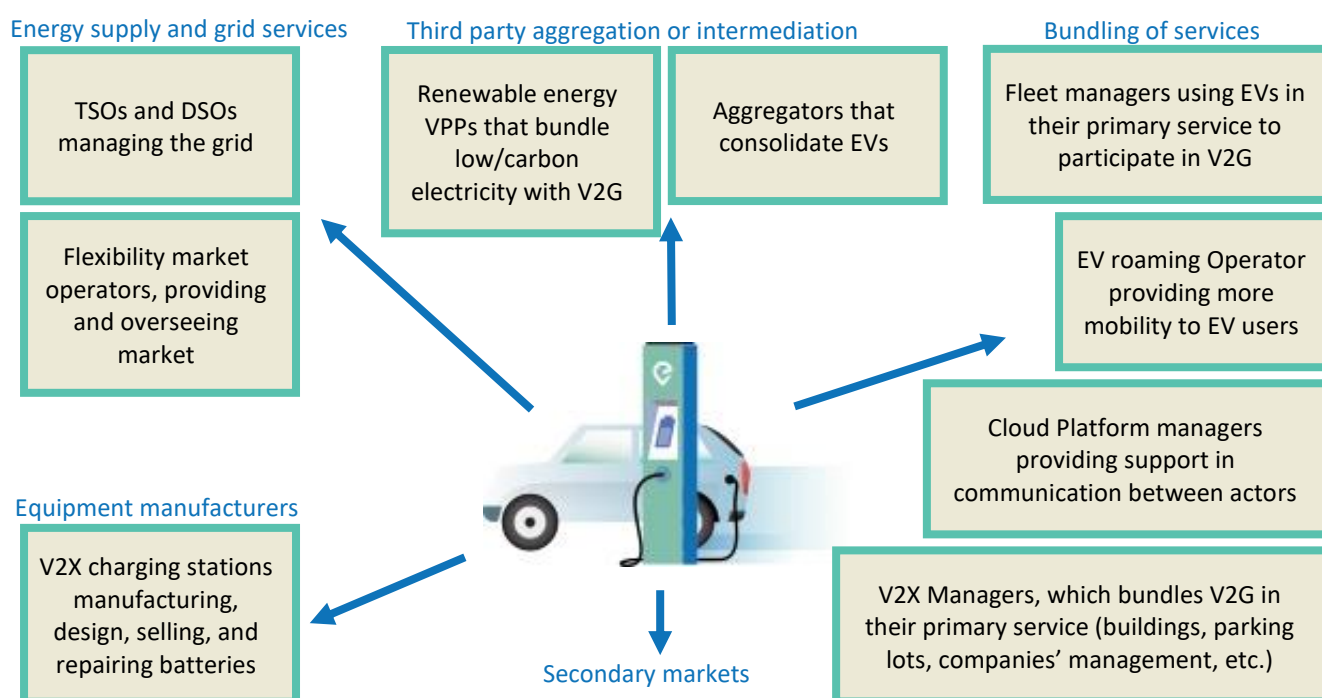 Energy supply and grid services
TSOs and DSOs
managing the grid
Flexibility market
operators, providing
and overseeing
market
Third party aggregation or intermediation
Renewable energy
VPPs that bundle
low/carbon
electricity with V2G
Aggregators that
consolidate EVs
Bundling of services
Fleet managers using EVs in
their primary service to
participate in V2G
EV roaming Operator
providing more
mobility to EV users
Cloud Platform managers
providing support in
communication between actors
V2X Managers, which bundles V2G in
their primary service (buildings, parking
lots, companies’ management, etc.)
Equipment manufacturers
V2X charging stations
manufacturing,
design, selling, and
repairing batteries
Secondary markets